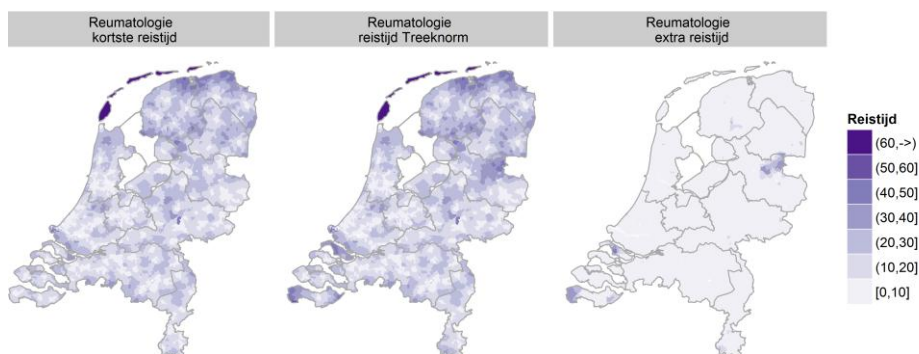 Reumatologie
kortste reistijd
Reumatologie
reistijd Treeknorm
Reumatologie
extra reistijd
Reistijd
(60,->)
(50,60]
(40,50]
(30,40]
(20,30]
(10,20]
[0,10]